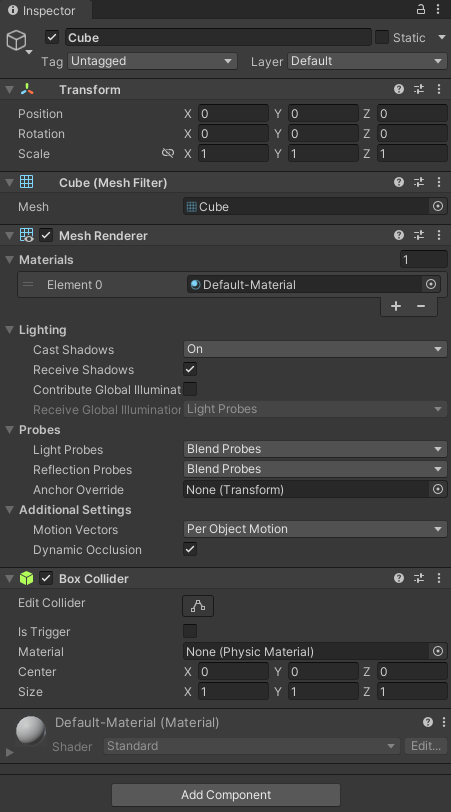 Inspector
Cube Static
Tag Untagged Layer Default
Transform
Position X 0 Y 0 Z 0
Rotation X 0 Y 0 Z 0
Scale X 1 Y 1 Z 1
Cube (Mesh Filter)
Mesh Cube
Mesh Renderer
Materials 1
Element 0 Default-Material
Lighting
Cast Shadows On
Receive Shadows
Contribute Global Illuminat
Receive Global Illumination Light Probes
Probes
Light Probes Blend Probes
Reflection Probes Blend Probes
Anchor Override None (Transform)
Additional Settings
Motion Vectors Per Object Motion
Dynamic Occlusion
Box Collider
Edit Collider
Is Trigger
Material None (Physic Material)
Center X 0 Y 0 Z 0
Size X 1 Y 1 Z 1
Default-Material (Material)
Shader Standard Edit...
Add Component